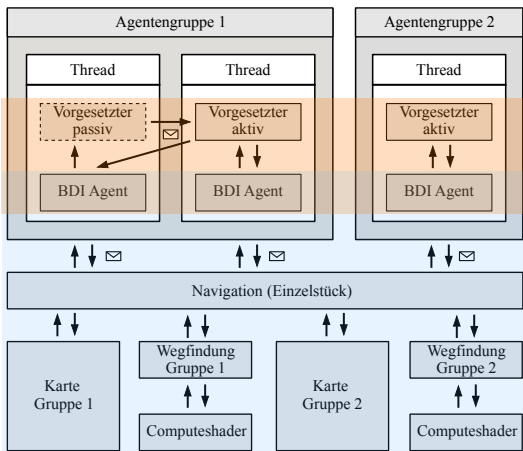 Agentengruppe 1
Agentengruppe 2
Thread
Thread
Thread
Vorgesetzter
passiv
Vorgesetzter
aktiv
Vorgesetzter
aktiv
BDI Agent
BDI Agent
BDI Agent
Navigation (Einzelstück)
Karte
Gruppe 1
Wegfindung
Gruppe 1
Computeshader
Karte
Gruppe 2
Wegfindung
Gruppe 2
Computeshader